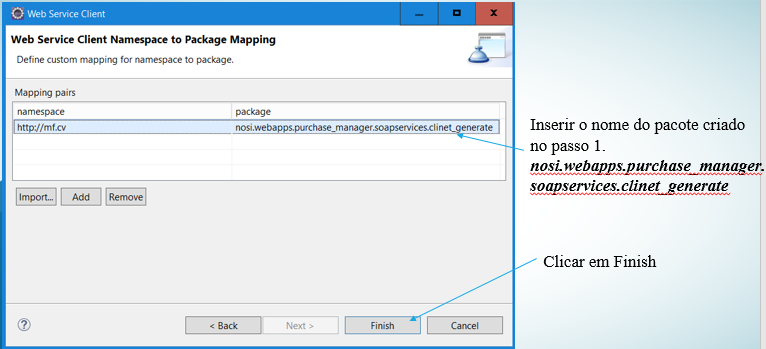 Web Service Client
Web Service Client Namespace to Package Mapping
Define custom mapping for namespace to package.
Mapping pairs
namespace package
http://mf.cv nosi.webapps.purchase_manager.soapservices.clinet_generate
Import... Add Remove
< Back Next > Finish Cancel
Inserir o nome do pacote criado
no passo 1.
nosi.webapps.purchase_manager.
soapservices.clinet_generate
Clicar em Finish